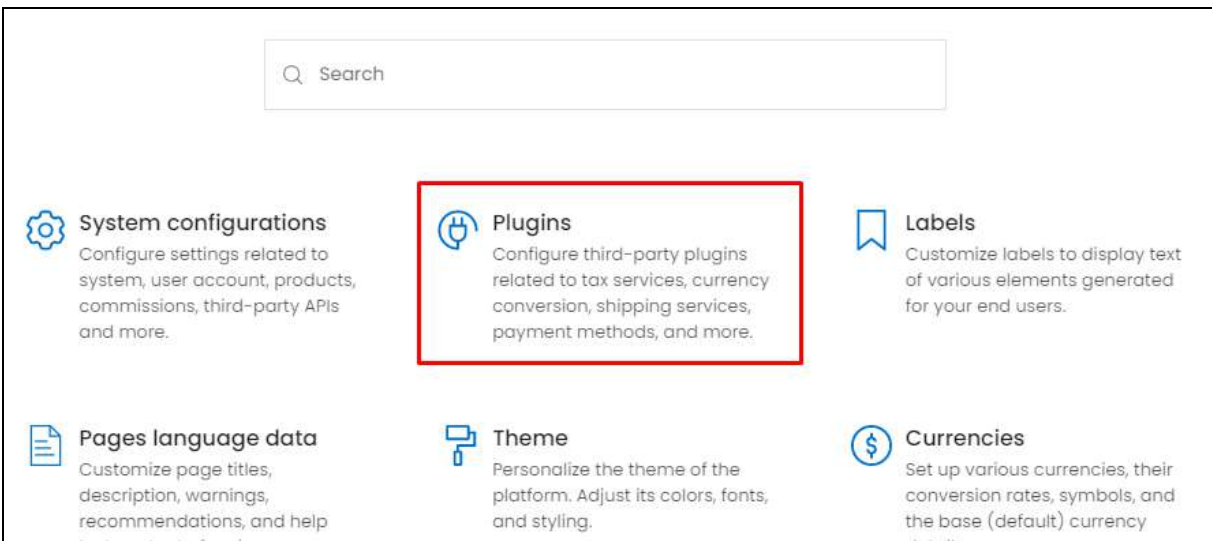 Search
System configurations
Configure settings related to
system, user account, products,
commissions, third-party APIs
and more.
Plugins
Configure third-party plugins
related to tax services, currency
conversion, shipping services,
payment methods, and more.
Labels
Customize labels to display text
of various elements generated
for your end users.
Pages language data
Customize page titles,
description, warnings,
recommendations, and help
Theme
Personalize the theme of the
platform. Adjust its colors, fonts,
and styling.
Currencies
Set up various currencies, their
conversion rates, symbols, and
the base (default) currency